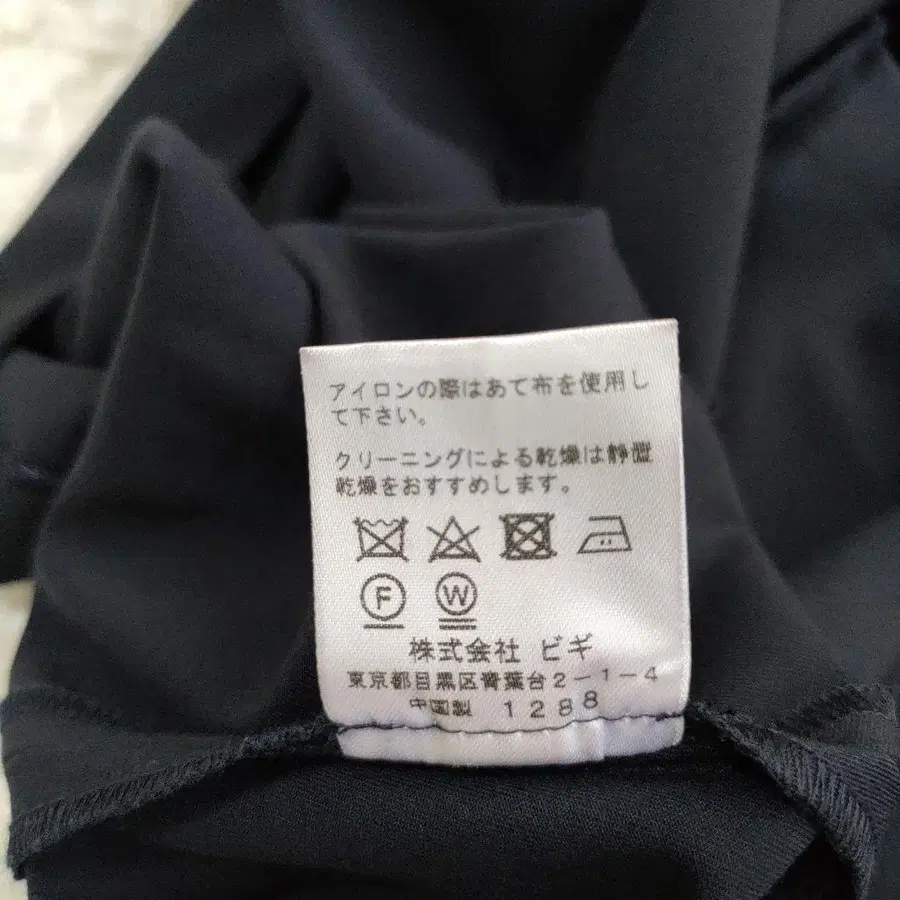 アイロンの際はあて布を使用し
て下さい。
クリーニングによる乾燥は静置
乾燥をおすすめします。
F W
株式会社 ビギ
東京都目黒区青葉台2-1-4
中国製 1288